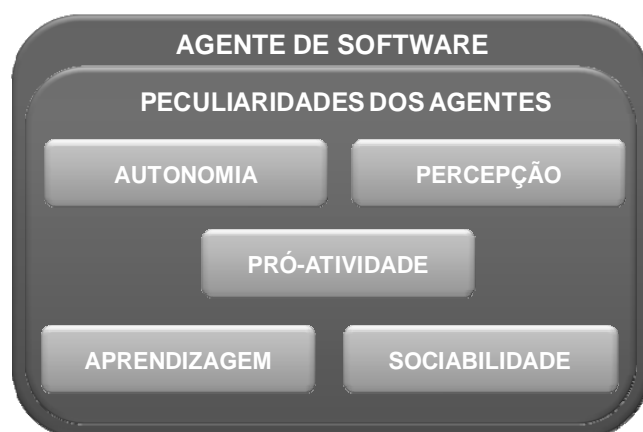 AGENTE DE SOFTWARE
PECULIARIDADES DOS AGENTES
AUTONOMIA
PERCEPÇÃO
PRÓ-ATIVIDADE
APRENDIZAGEM
SOCIABILIDADE